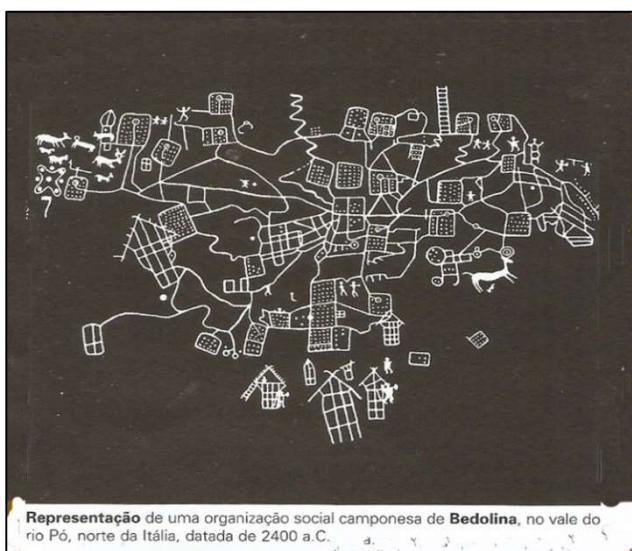 Representação de uma organização social camponesa de Bedolina, no vale do
rio Pó, norte da Itália, datada de 2400 a.C.